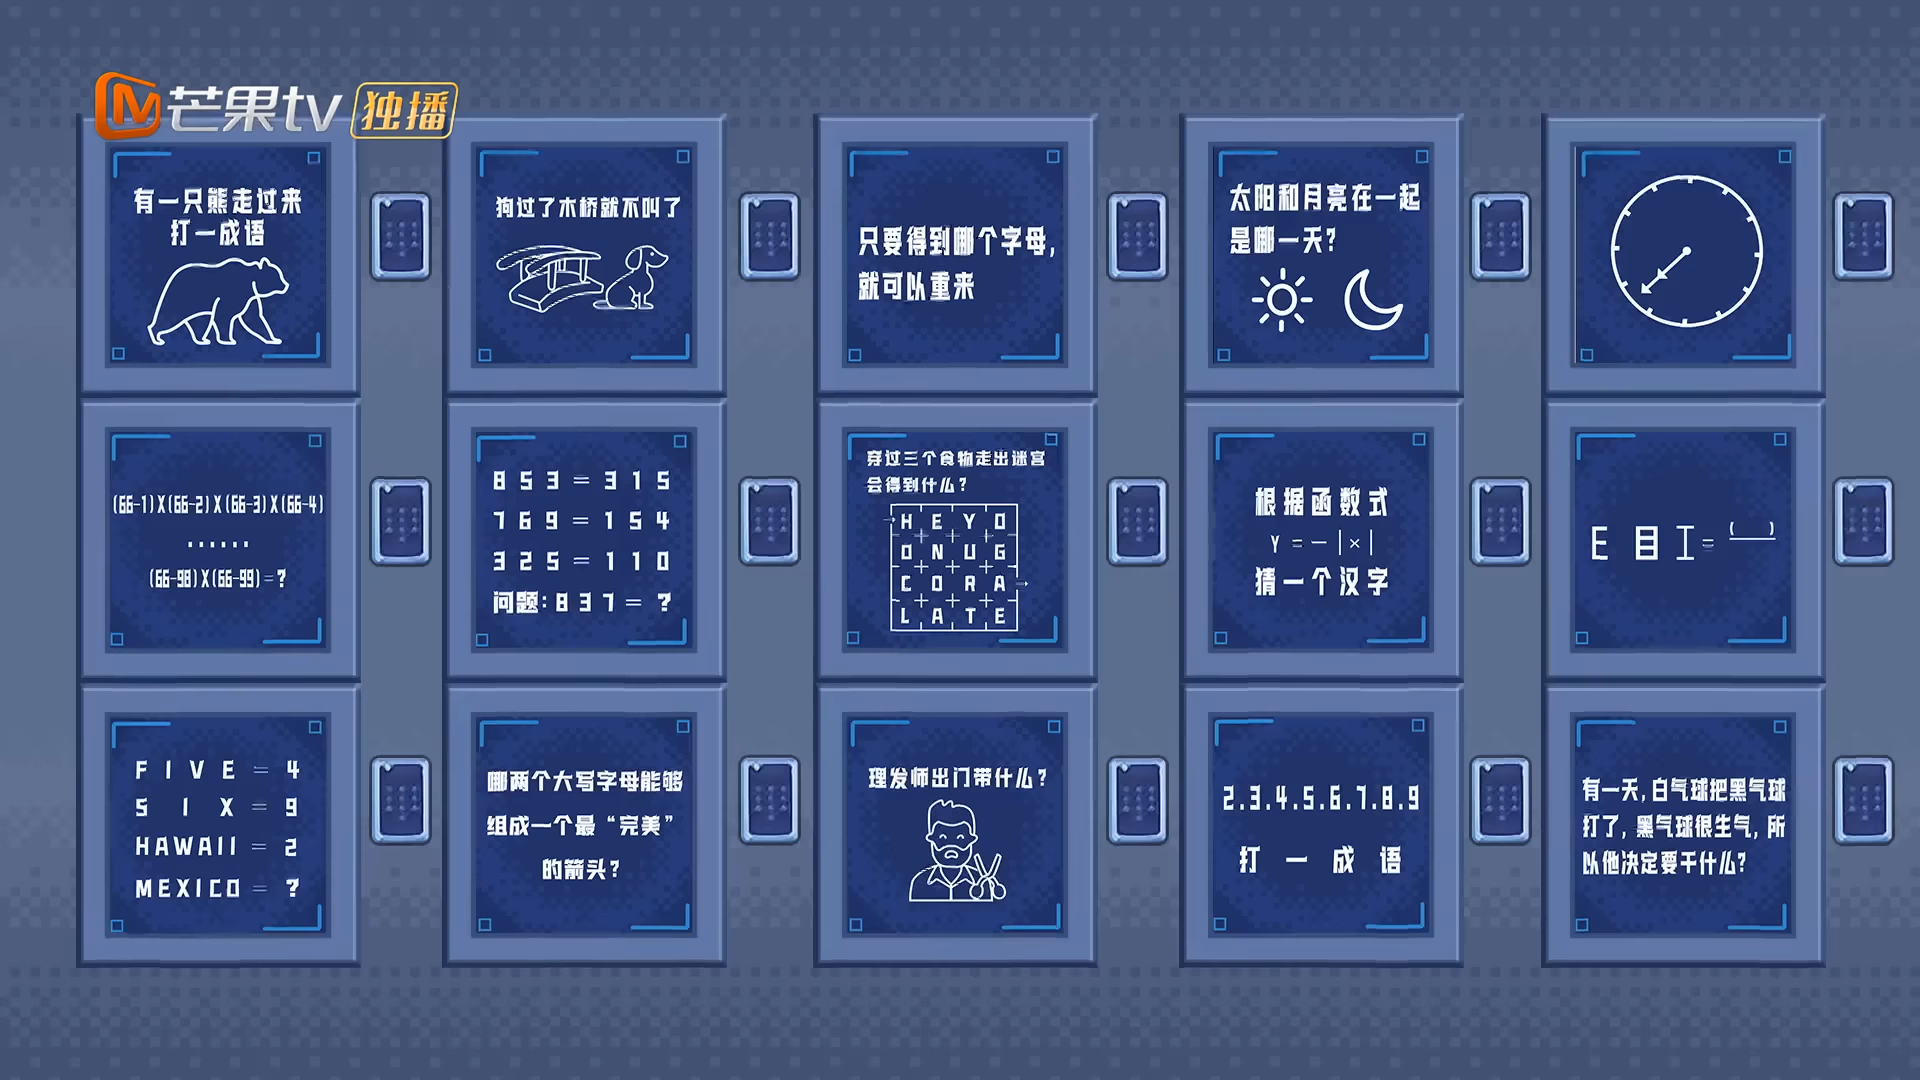 芒果tv 独播
有一只熊走过来
打一成语
狗过了木桥就不叫了
只要得到哪个字母,
就可以重来
太阳和月亮在一起
是哪一天?
(66-1)X(66-2)X(66-3)X(66-4)
······
(66-98)X(66-99)=?
8 5 3 = 3 1 5
7 6 9 = 1 5 4
3 2 5 = 1 1 0
问题:8 3 7 = ?
穿过三个食物走出迷宫
会得到什么?
H E Y O
O N U G
C O R A
L A T E
根据函数式
Y = - |×|
猜一个汉字
E 目 工 = ( )
F I V E = 4
S I X = 9
HAWAII = 2
MEXICO = ?
哪两个大写字母能够
组成一个最“完美”
的箭头?
理发师出门带什么?
2.3.4.5.6.7.8.9
打一成语
有一天,白气球把黑气球
打了,黑气球很生气,所
以他决定要干什么?